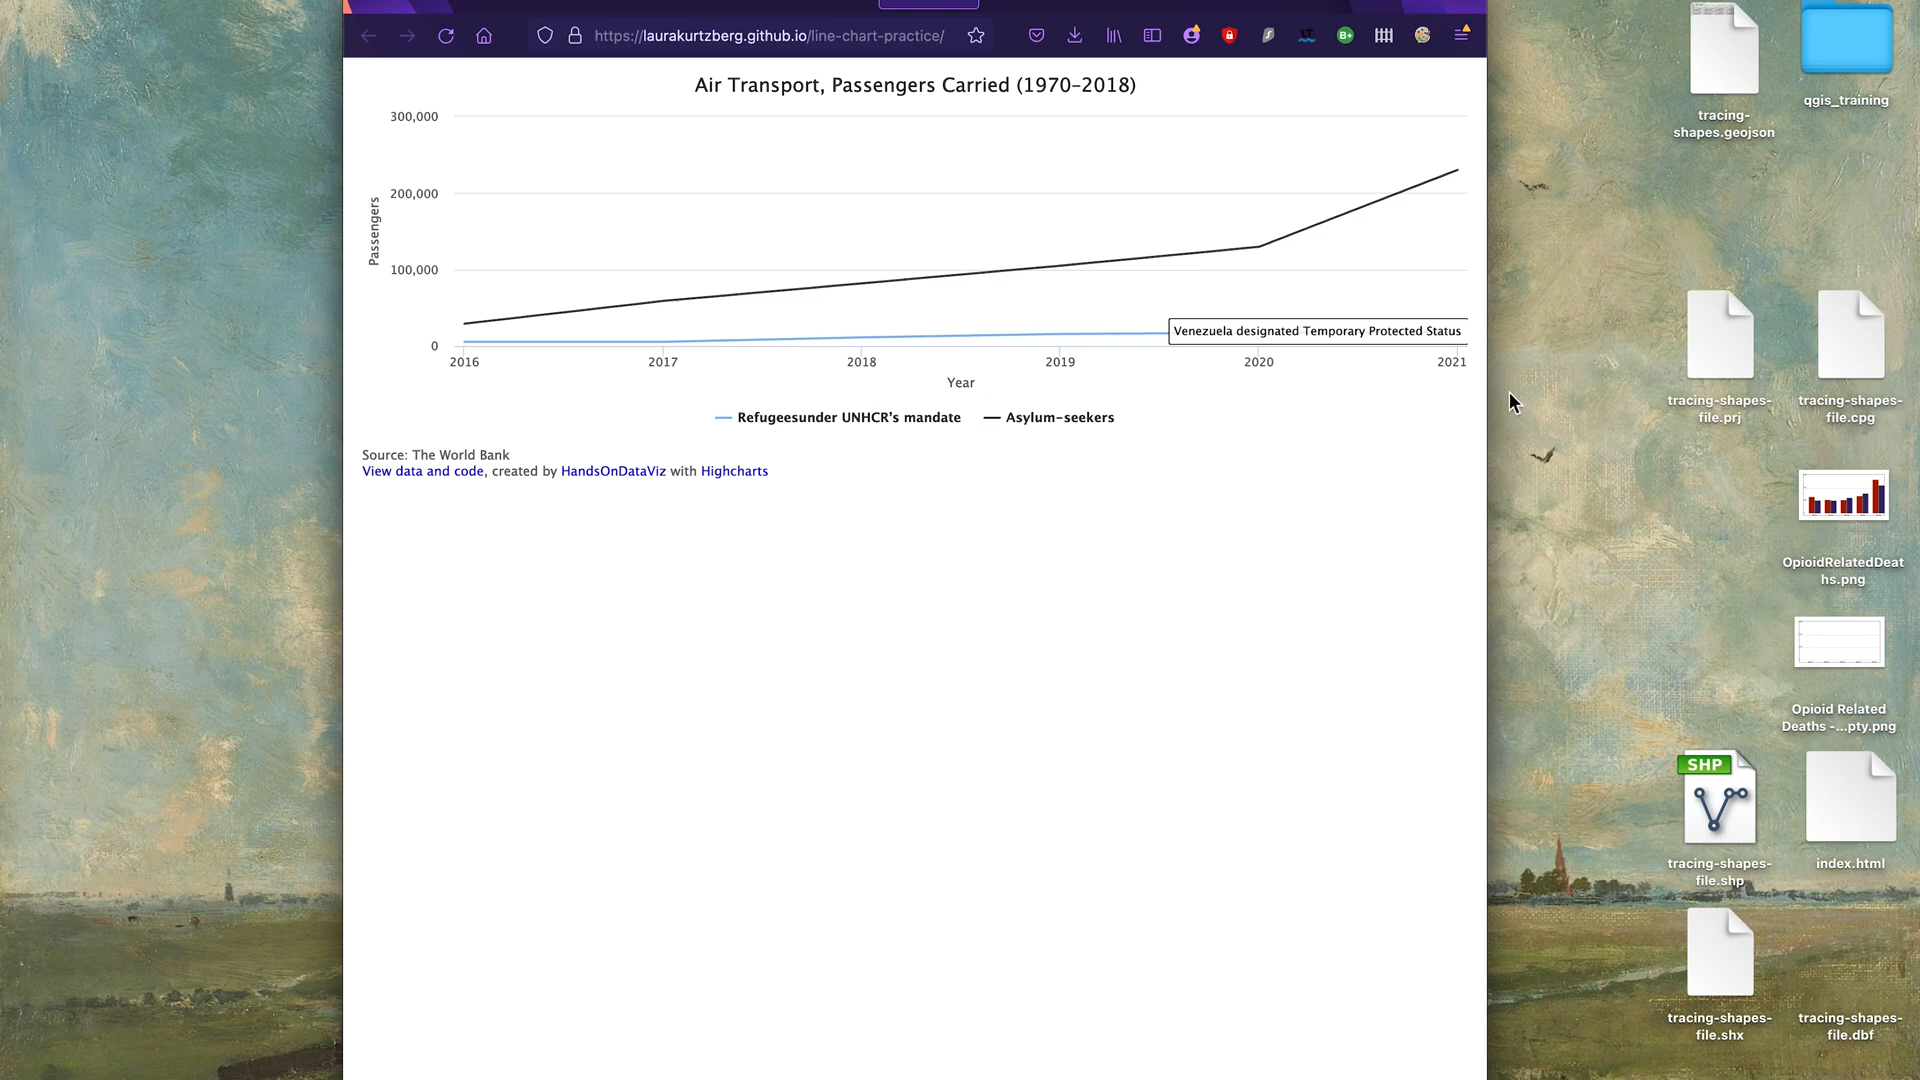 https://laurakurtzberg.github.io/line-chart-practice/
Air Transport, Passengers Carried (1970-2018)
Passengers
300,000
200,000
100,000
0
2016 2017 2018 2019 2020 2021
Venezuela designated Temporary Protected Status
Year
Refugeesunder UNHCR's mandate Asylum-seekers
Source: The World Bank
View data and code, created by HandsOnDataViz with Highcharts
tracing-
shapes.geojson
qgis_training
tracing-shapes-
file.prj
tracing-shapes-
file.cpg
OpioidRelatedDeat
hs.png
Opioid Related
Deaths -...pty.png
SHP
tracing-shapes-
file.shp
index.html
tracing-shapes-
file.shx
tracing-shapes-
file.dbf